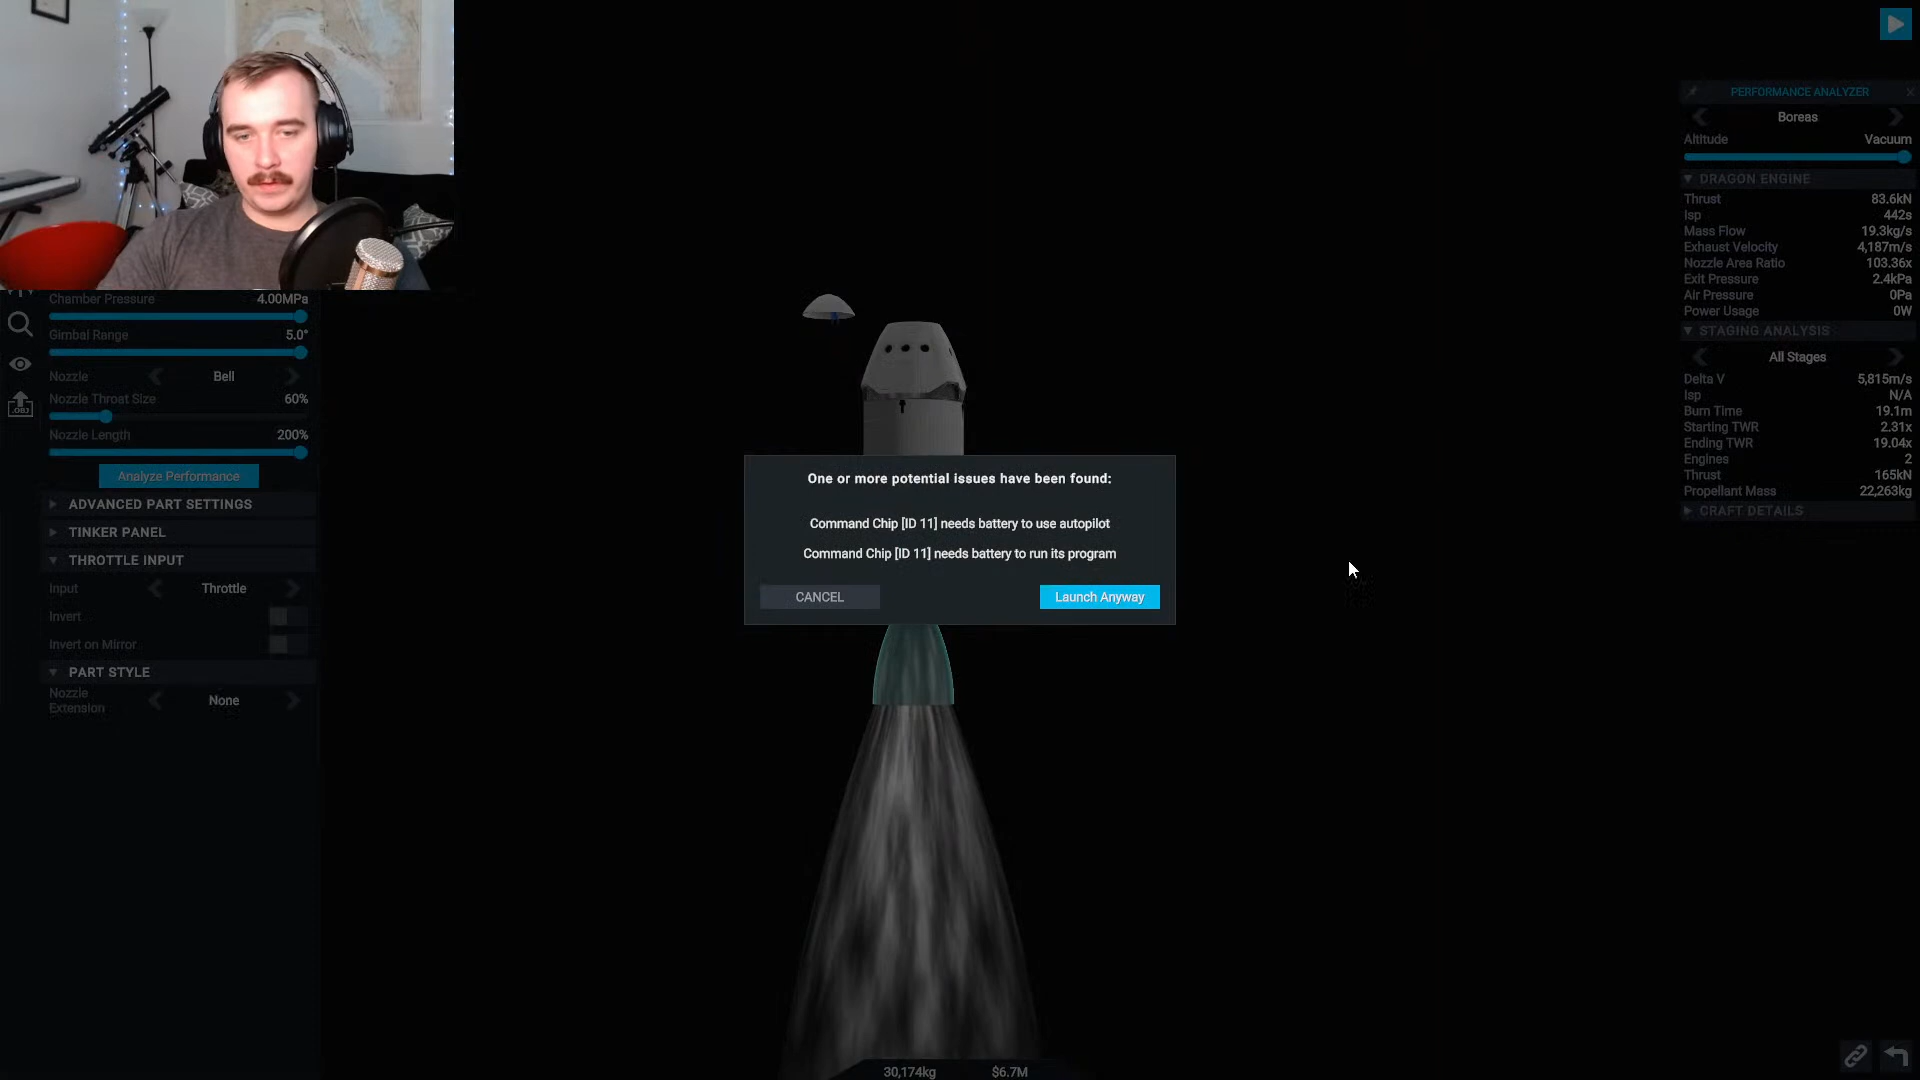 PERFORMANCE ANALYZER
Boreas
Altitude Vacuum
DRAGON ENGINE
Thrust 83.6kN
Isp 442s
Mass Flow 19.3kg/s
Exhaust Velocity 4,187m/s
Nozzle Area Ratio 103.36x
Exit Pressure 2.4kPa
Air Pressure 0Pa
Power Usage 0W
STAGING ANALYSIS
All Stages
Delta V 5,815m/s
Isp N/A
Burn Time 19.1m
Starting TWR 2.31x
Ending TWR 19.04x
Engines 2
Thrust 165kN
Propellant Mass 22,263kg
CRAFT DETAILS
Chamber Pressure 4.00MPa
Gimbal Range 5.0°
Nozzle Bell
Nozzle Throat Size 60%
Nozzle Length 200%
Analyze Performance
ADVANCED PART SETTINGS
TINKER PANEL
THROTTLE INPUT
Input Throttle
Invert
Invert on Mirror
PART STYLE
Nozzle
Extension None
.OBJ
One or more potential issues have been found:
Command Chip [ID 11] needs battery to use autopilot
Command Chip [ID 11] needs battery to run its program
CANCEL Launch Anyway
30,174kg $6.7M